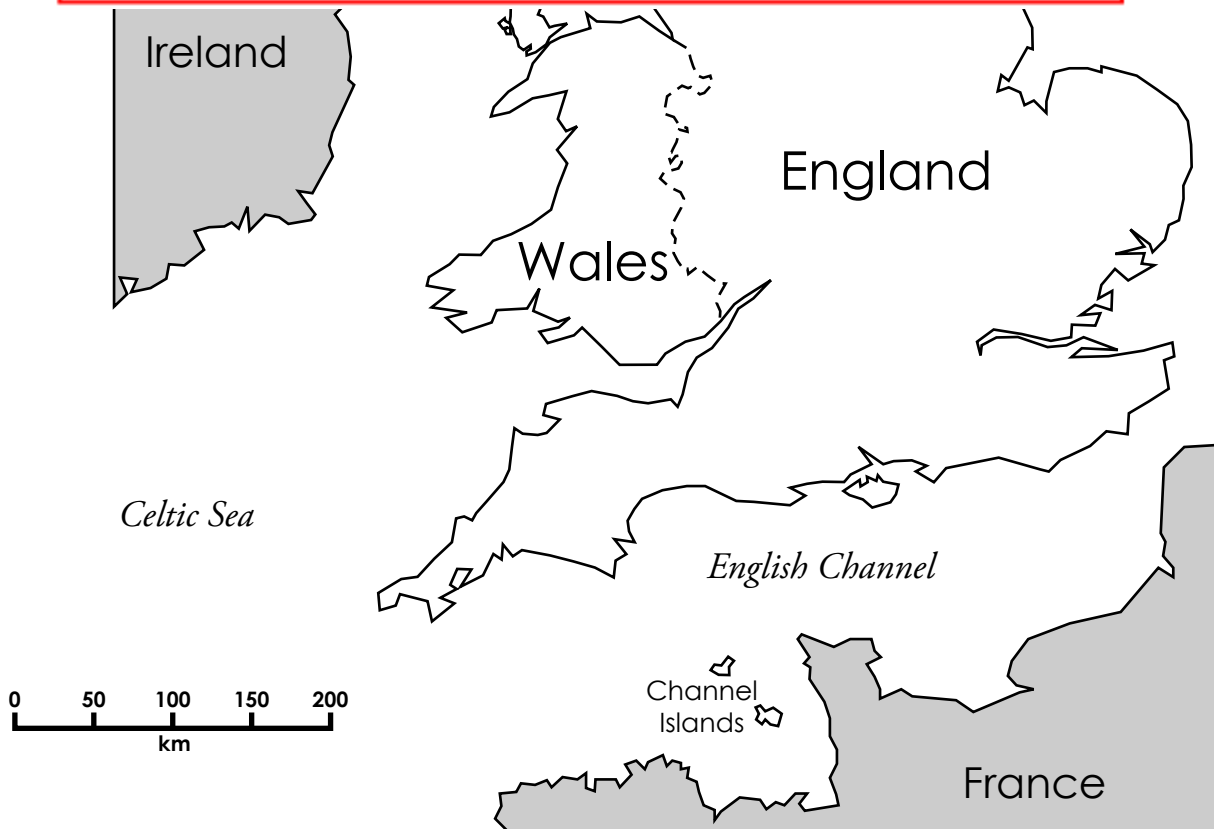 Ireland
England
Wales
Celtic Sea
English Channel
0 50 100 150 200
km
Channel
Islands
France